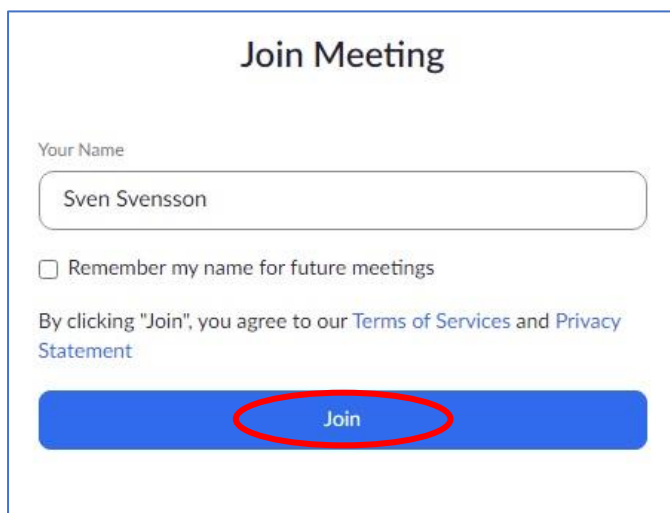 Join Meeting
Your Name
Sven Svensson
Remember my name for future meetings
By clicking "Join", you agree to our Terms of Services and Privacy
Statement
Join